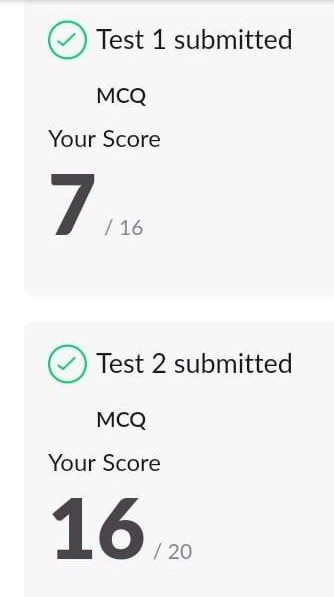 Test 1 submitted
MCQ
Your Score
7 / 16
Test 2 submitted
MCQ
Your Score
16 / 20